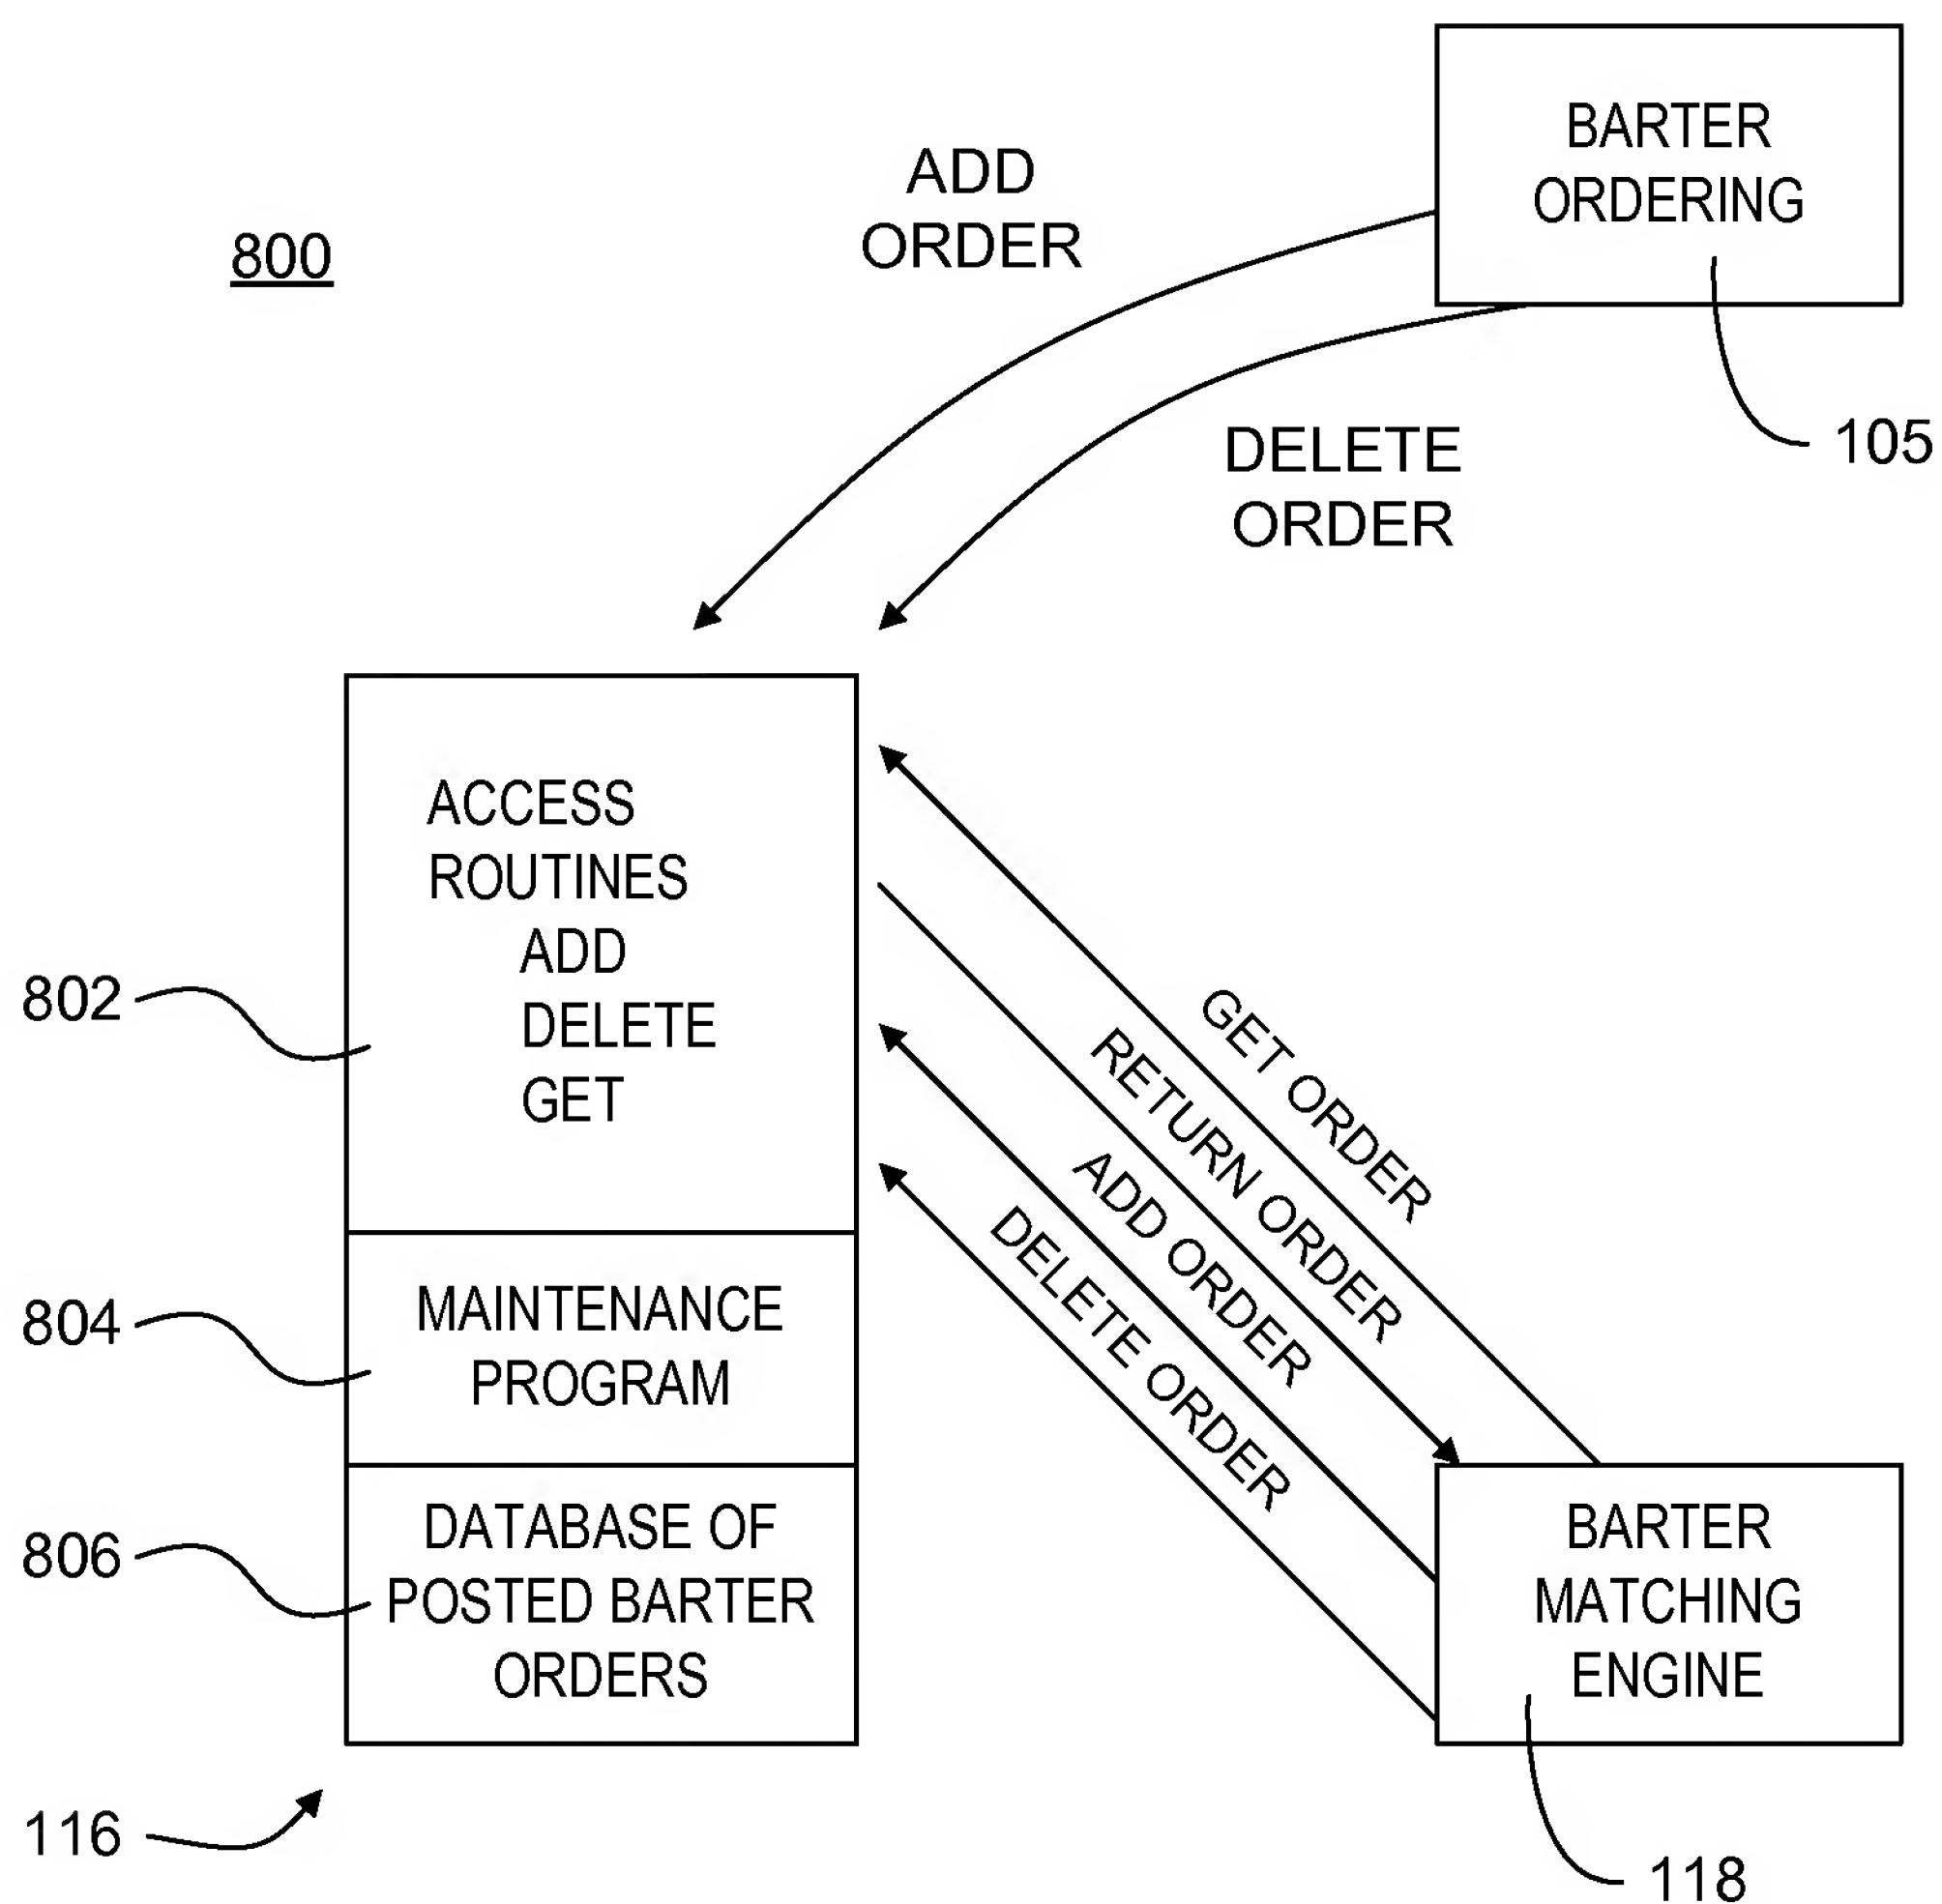 BARTER
ORDERING
ADD
ORDER
800
105
DELETE
ORDER
ACCESS
ROUTINES
ADD
DELETE
GET
802
GET ORDER
RETURN ORDER
ADD ORDER
DELETE ORDER
MAINTENANCE
PROGRAM
804
DATABASE OF
POSTED BARTER
ORDERS
806
BARTER
MATCHING
ENGINE
116
118